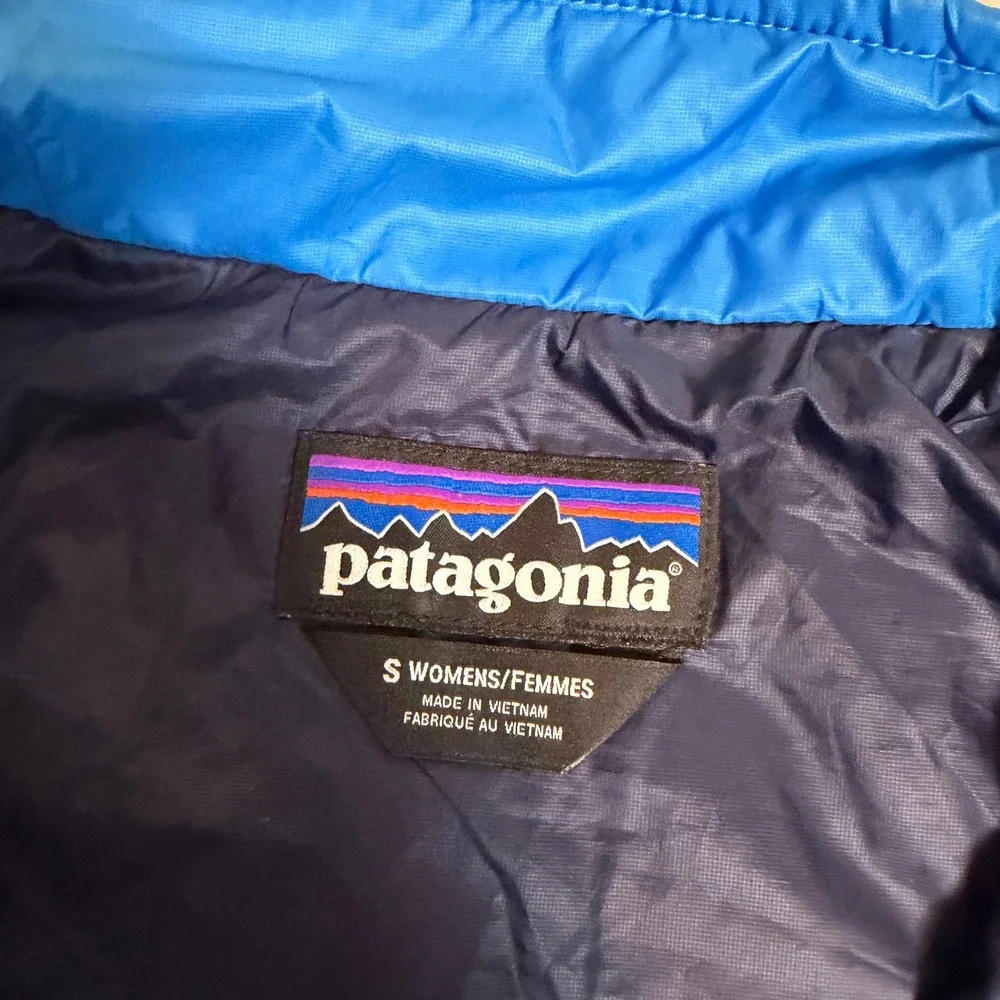 patagonia®
S WOMENS/FEMMES
MADE IN VIETNAM
FABRIQUÉ AU VIETNAM